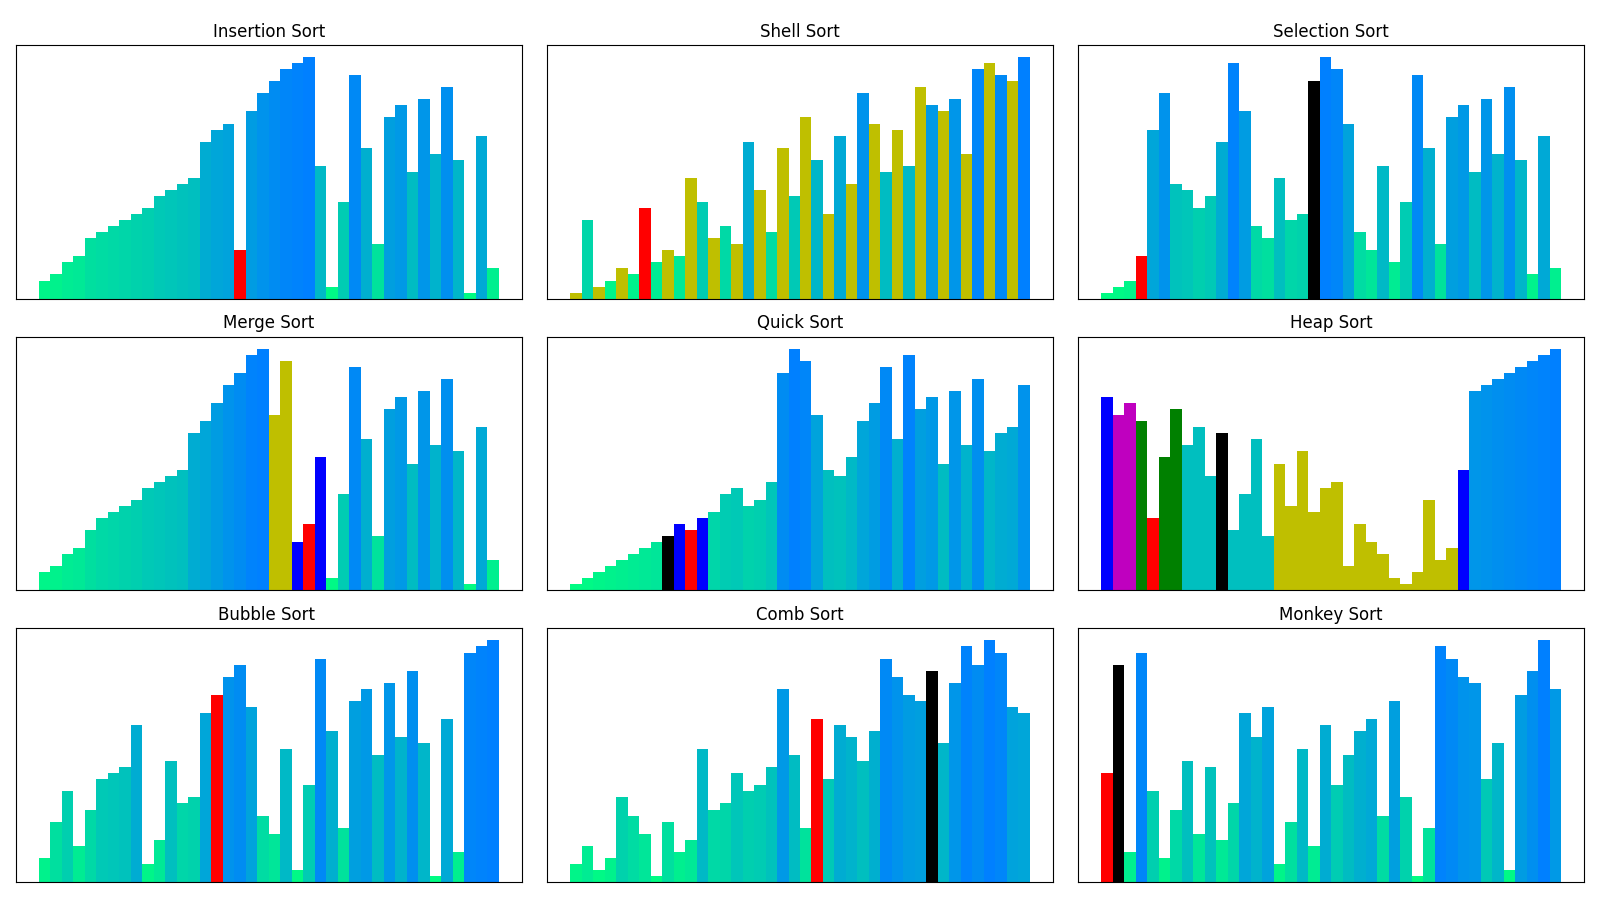 Insertion Sort
Shell Sort
Selection Sort
Merge Sort
Quick Sort
Heap Sort
Bubble Sort
Comb Sort
Monkey Sort